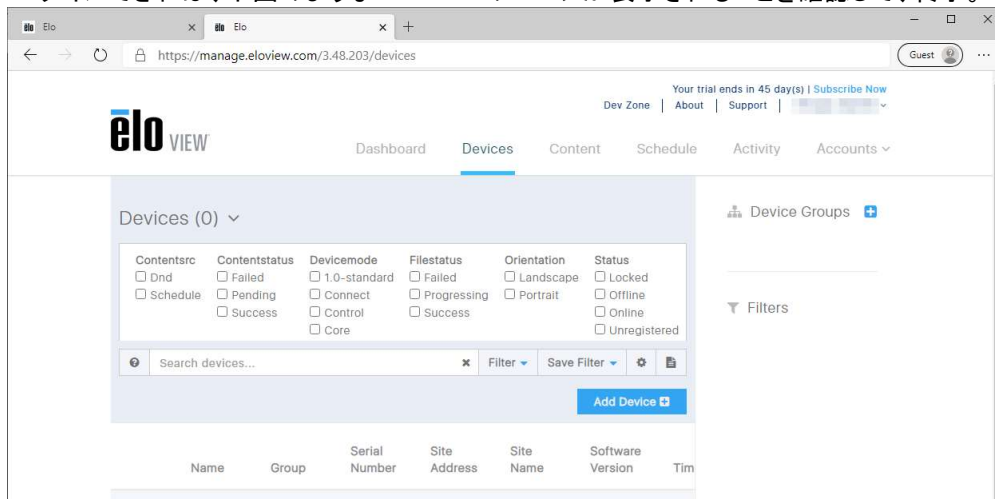 Elo
Elo
Guest
https://manage.eloview.com/3.48.203/devices
Your trial ends in 45 day(s) | Subscribe Now
Dev Zone | About | Support |
elo VIEW
Dashboard Devices Content Schedule Activity Accounts
Devices (0)
Device Groups
Contentsrc Contentstatus Devicemode Filestatus Orientation Status
Dnd Failed 1.0-standard Failed Landscape Locked
Schedule Pending Connect Progressing Portrait Offline
Success Control Success Online
Core Unregistered
Filters
Search devices... Filter Save Filter
Add Device
Name Group Serial Number Site Address Site Name Software Version Tim